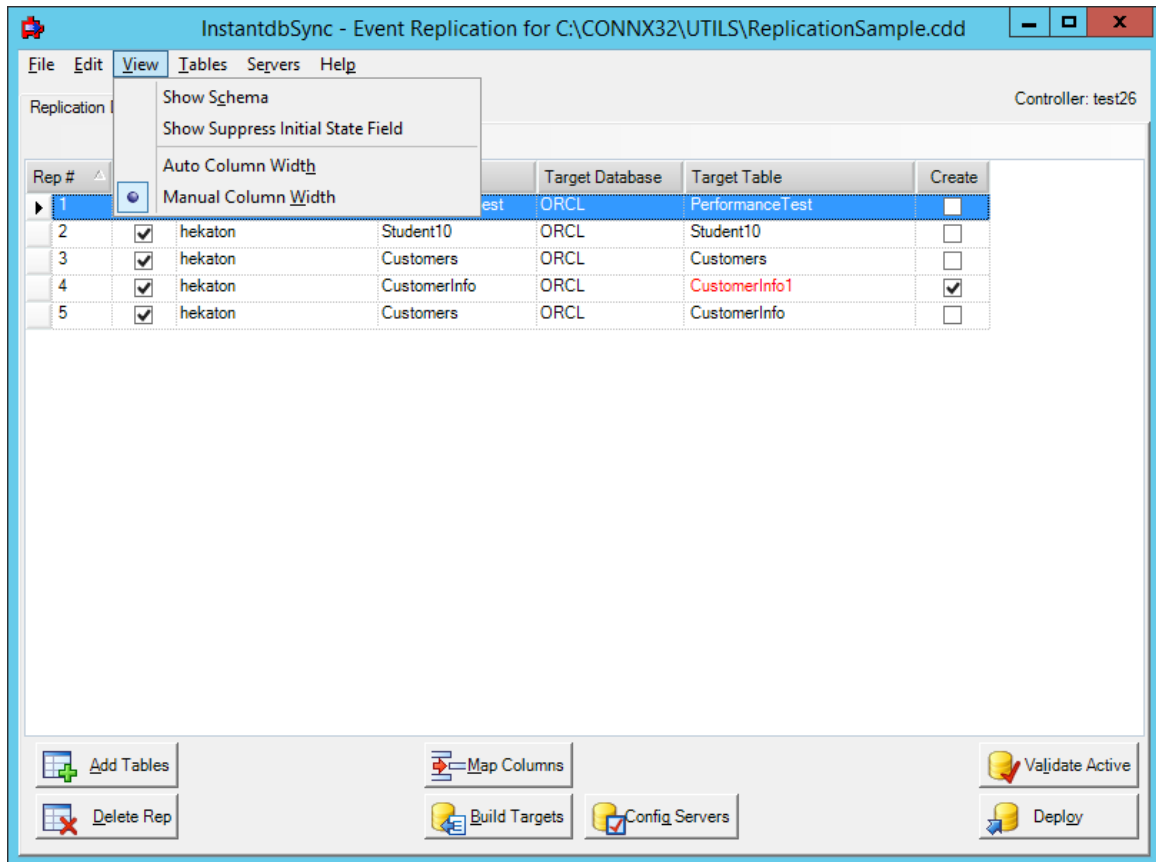 InstantdbSync - Event Replication for C:\CONNX32\UTILS\ReplicationSample.cdd
File Edit View Tables Servers Help
Controller: test26
Replication
Show Schema
Show Suppress Initial State Field
Auto Column Width
Manual Column Width
Rep # Target Database Target Table Create
1 est ORCL PerformanceTest
2 hekaton Student10 ORCL Student10
3 hekaton Customers ORCL Customers
4 hekaton CustomerInfo ORCL CustomerInfo1
5 hekaton Customers ORCL CustomerInfo
Add Tables Map Columns Validate Active
Delete Rep Build Targets Config Servers Deploy